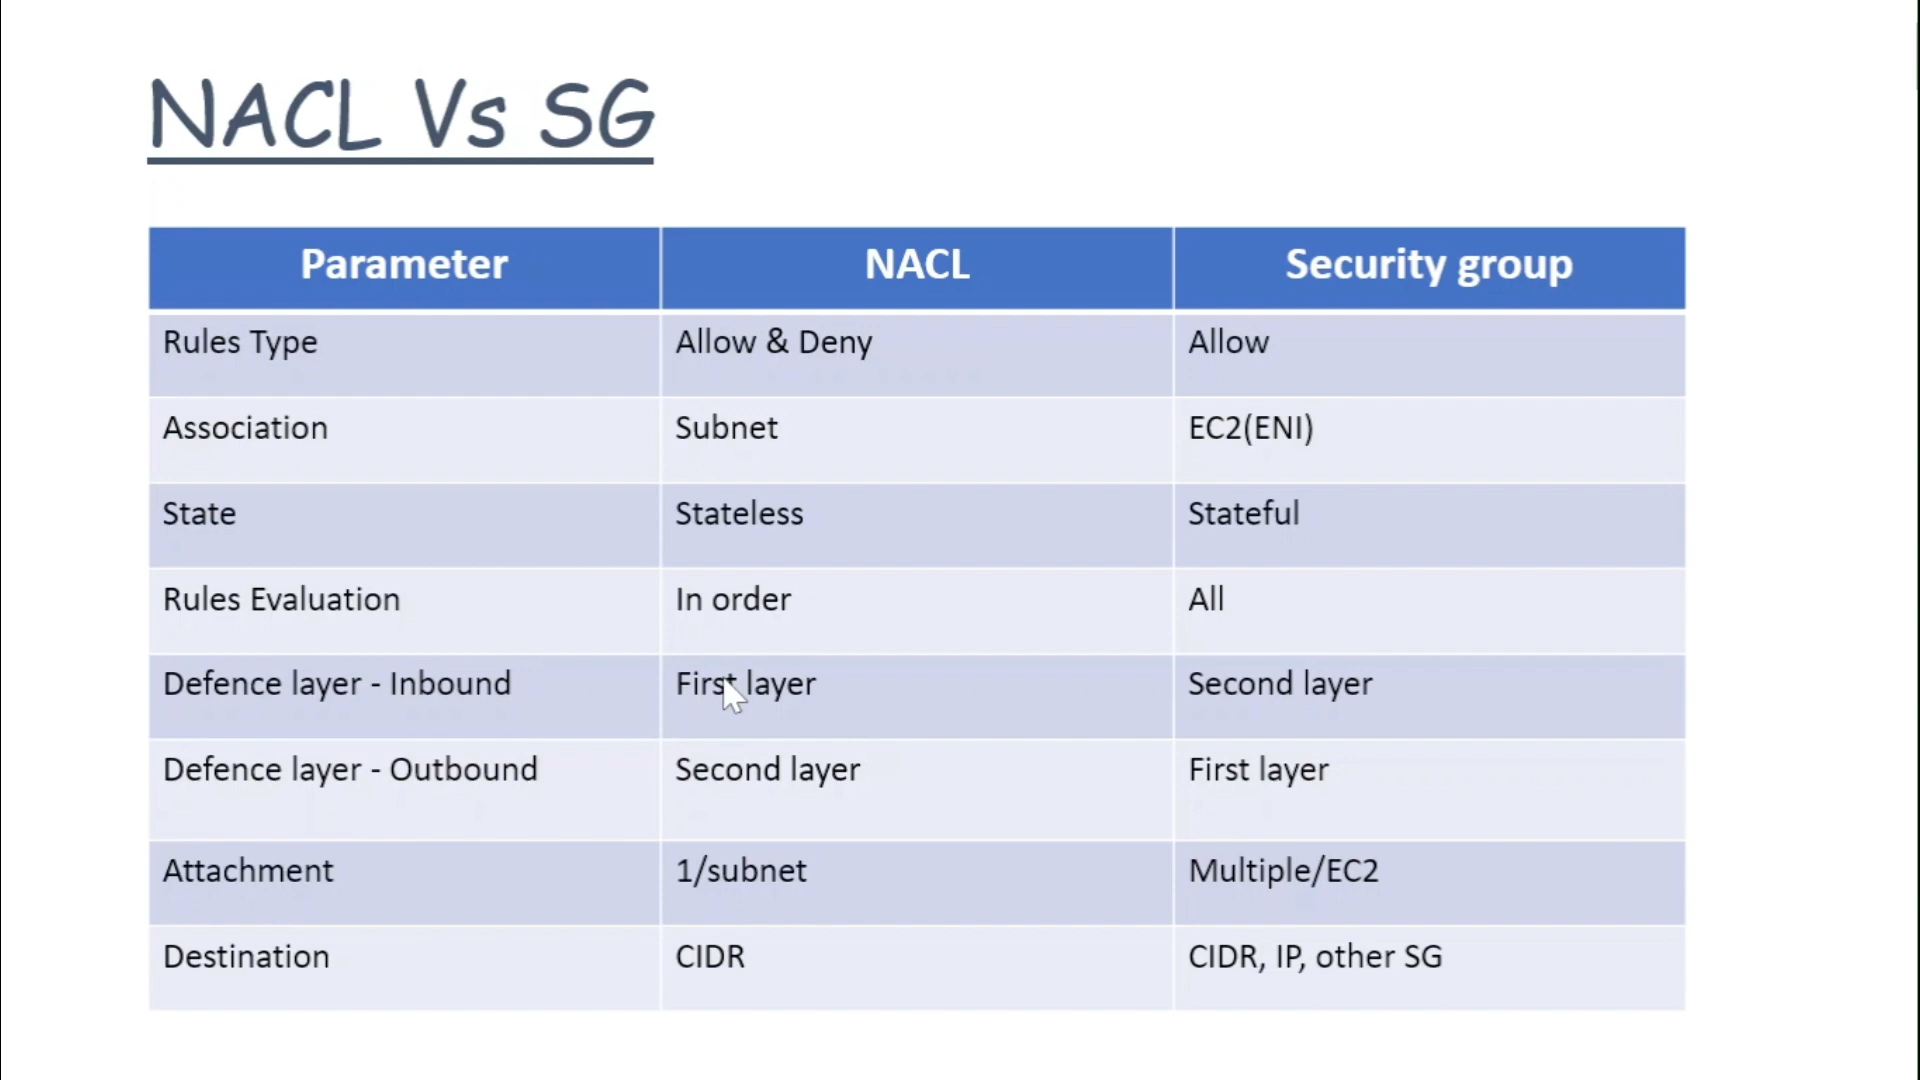 NACL Vs SG
Parameter NACL Security group
Rules Type Allow & Deny Allow
Association Subnet EC2(ENI)
State Stateless Stateful
Rules Evaluation In order All
Defence layer - Inbound First layer Second layer
Defence layer - Outbound Second layer First layer
Attachment 1/subnet Multiple/EC2
Destination CIDR CIDR, IP, other SG